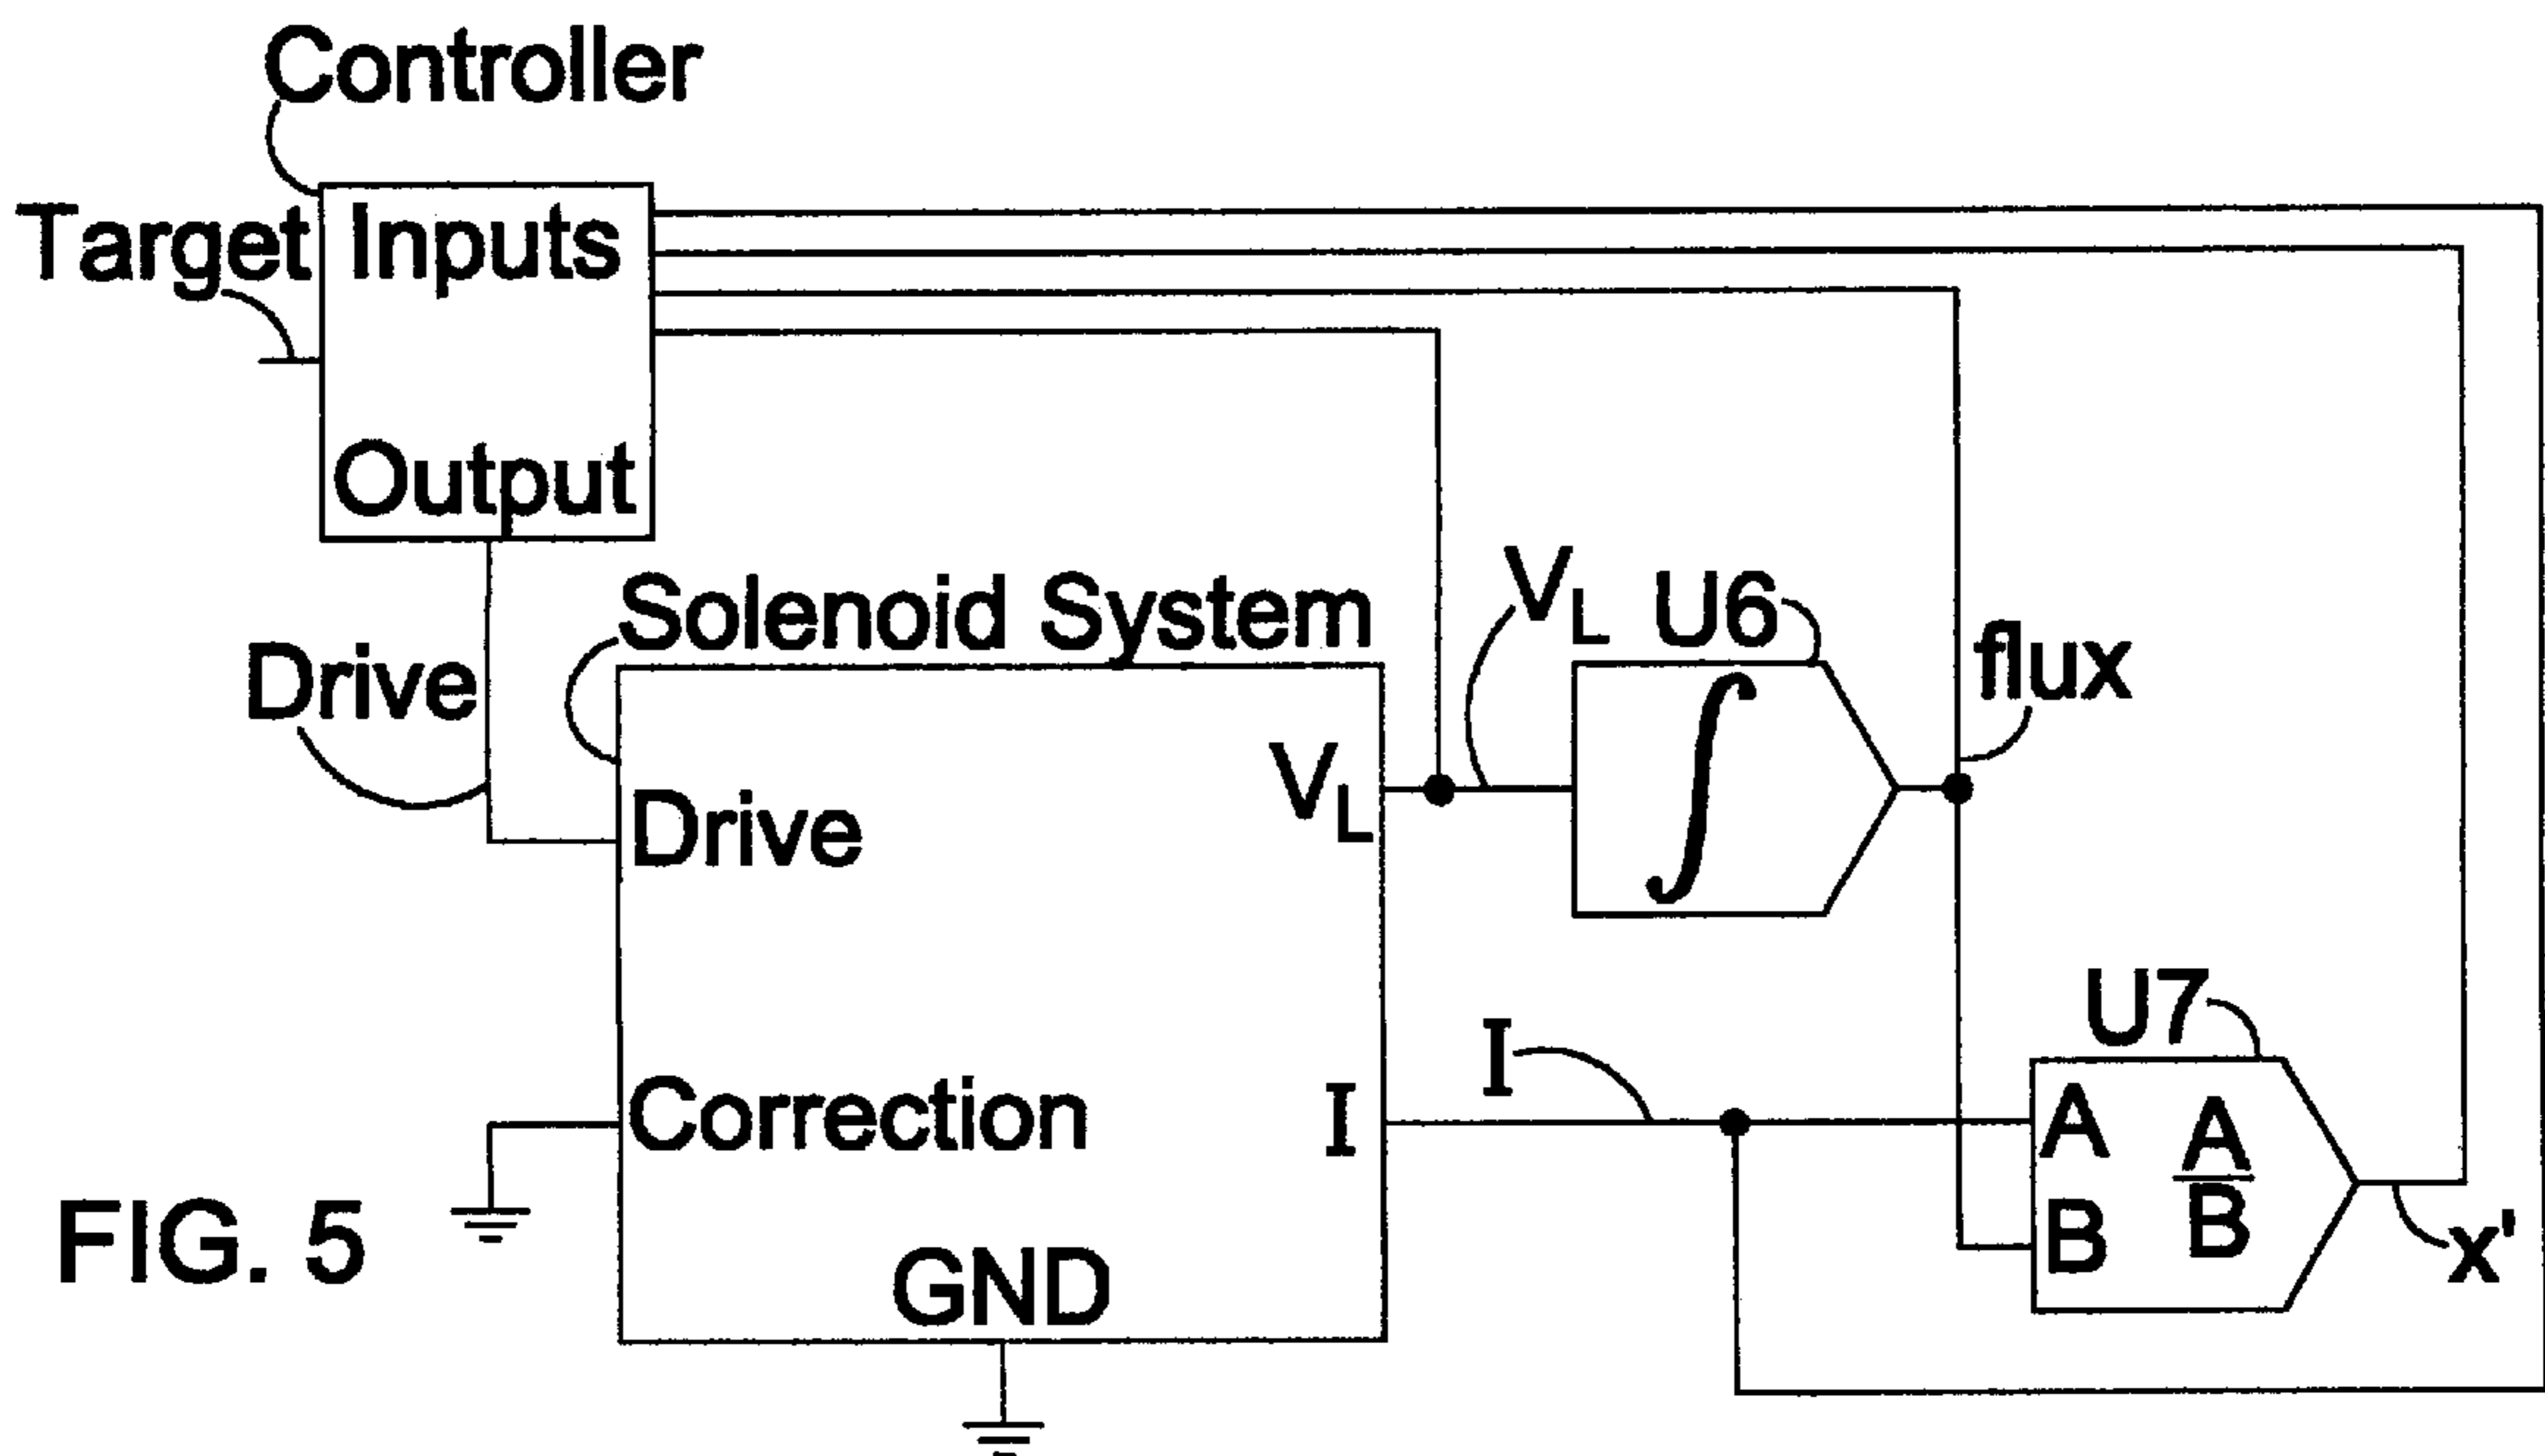 Controller
Target
Inputs
Output
Drive
Solenoid System
Drive
V_L
V_L
U6
∫
flux
Correction
I
I
U7
A
B
A
B
x'
GND
FIG. 5